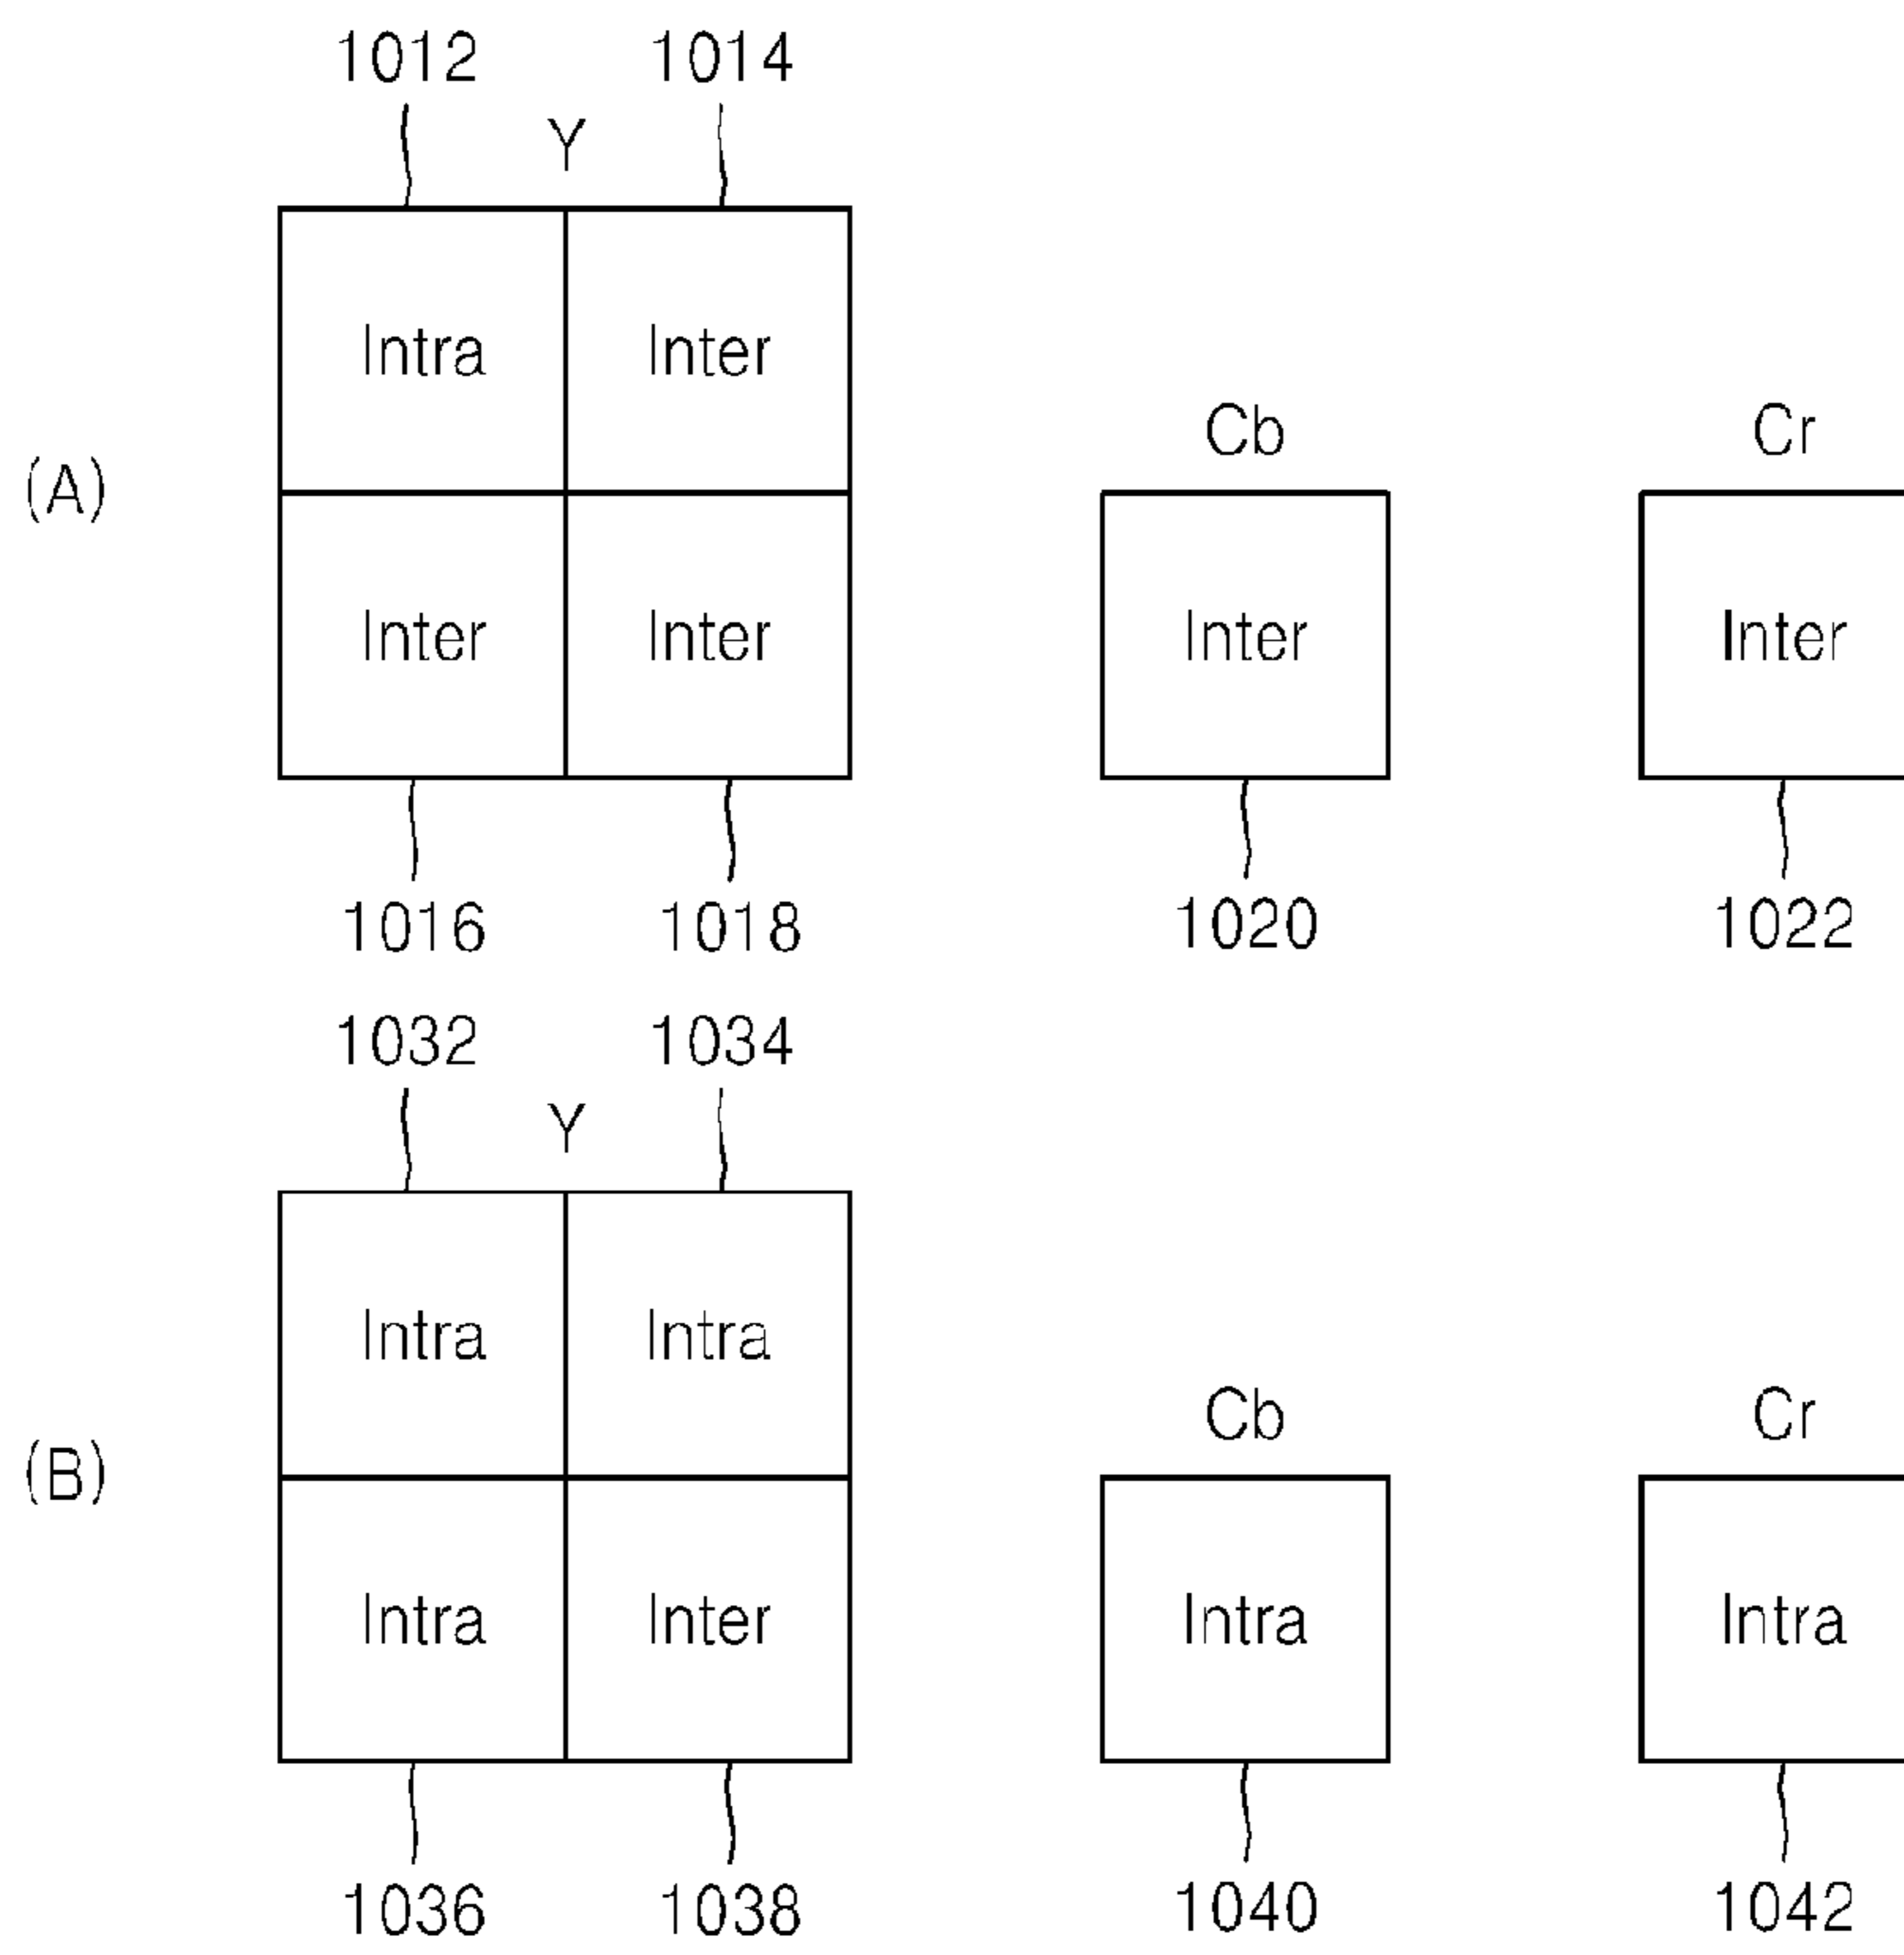 1012 1014
Y
Intra Inter
Cb Cr
(A)
Inter Inter Inter Inter
1016 1018 1020 1022
1032 1034
Y
Intra Intra
Cb Cr
(B)
Intra Inter Intra Intra
1036 1038 1040 1042